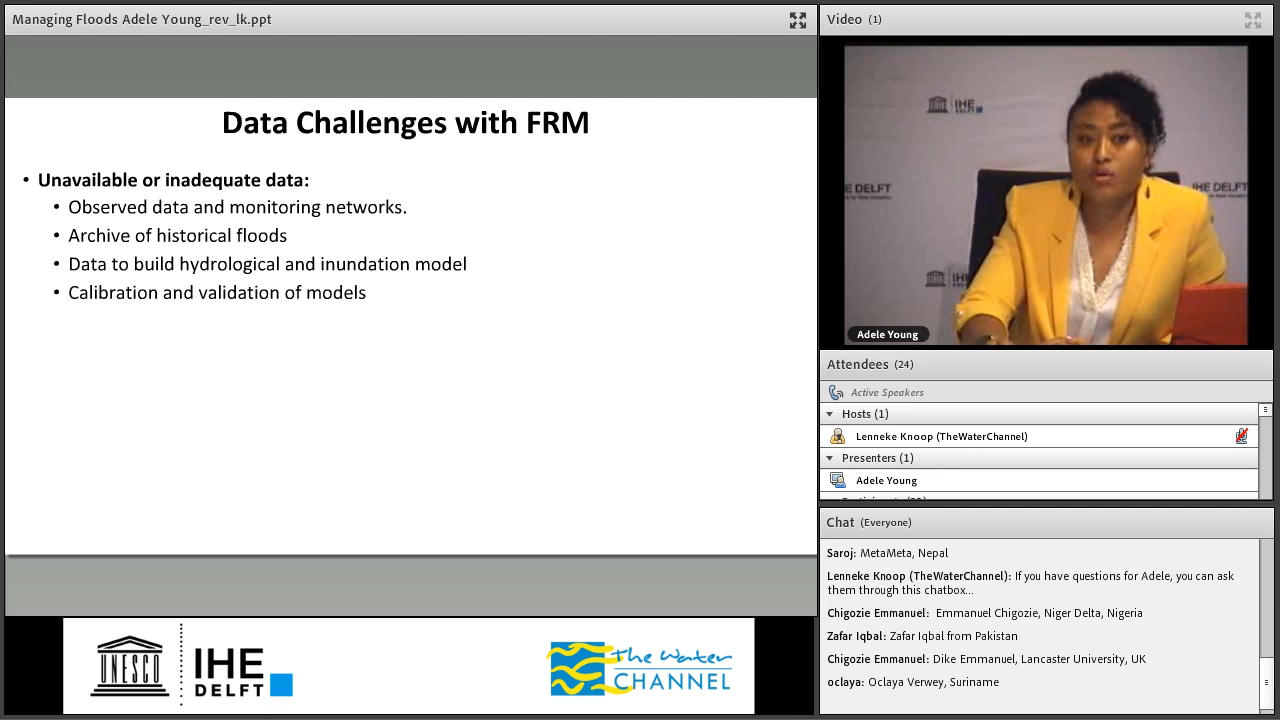 Managing Floods Adele Young_rev_lk.ppt
Data Challenges with FRM
• Unavailable or inadequate data:
• Observed data and monitoring networks.
• Archive of historical floods
• Data to build hydrological and inundation model
• Calibration and validation of models
UNESCO
IHE
DELFT
The Water
CHANNEL
Video (1)
IHE
E DELFT
IHE DELFT
IHE
Adele Young
Attendees (24)
Active Speakers
Hosts (1)
Lenneke Knoop (TheWaterChannel)
Presenters (1)
Adele Young
Chat (Everyone)
Saroj: MetaMeta, Nepal
Lenneke Knoop (TheWaterChannel): If you have questions for Adele, you can ask
them through this chatbox...
Chigozie Emmanuel: Emmanuel Chigozie, Niger Delta, Nigeria
Zafar Iqbal: Zafar Iqbal from Pakistan
Chigozie Emmanuel: Dike Emmanuel, Lancaster University, UK
oclaya: Oclaya Verwey, Suriname